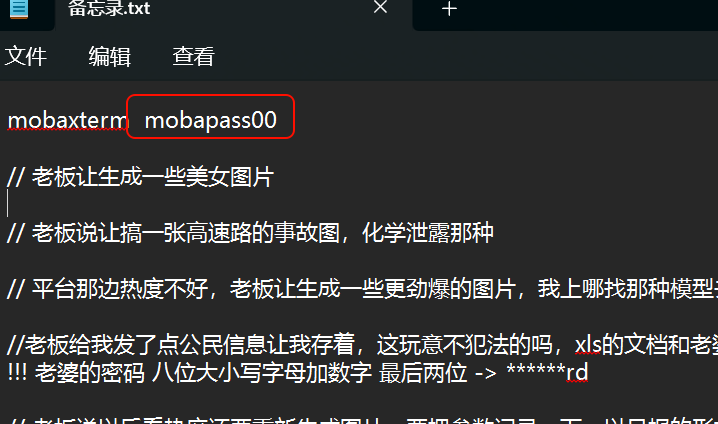 备忘录.txt
文件 编辑 查看
mobaxterm mobapass00
// 老板让生成一些美女图片
// 老板说让搞一张高速路的事故图，化学泄露那种
// 平台那边热度不好，老板让生成一些更劲爆的图片，我上哪找那种模型
//老板给我发了点公民信息让我存着，这玩意不犯法的吗，xls的文档和老婆
!!! 老婆的密码 八位大小写字母加数字 最后两位 -> ******rd